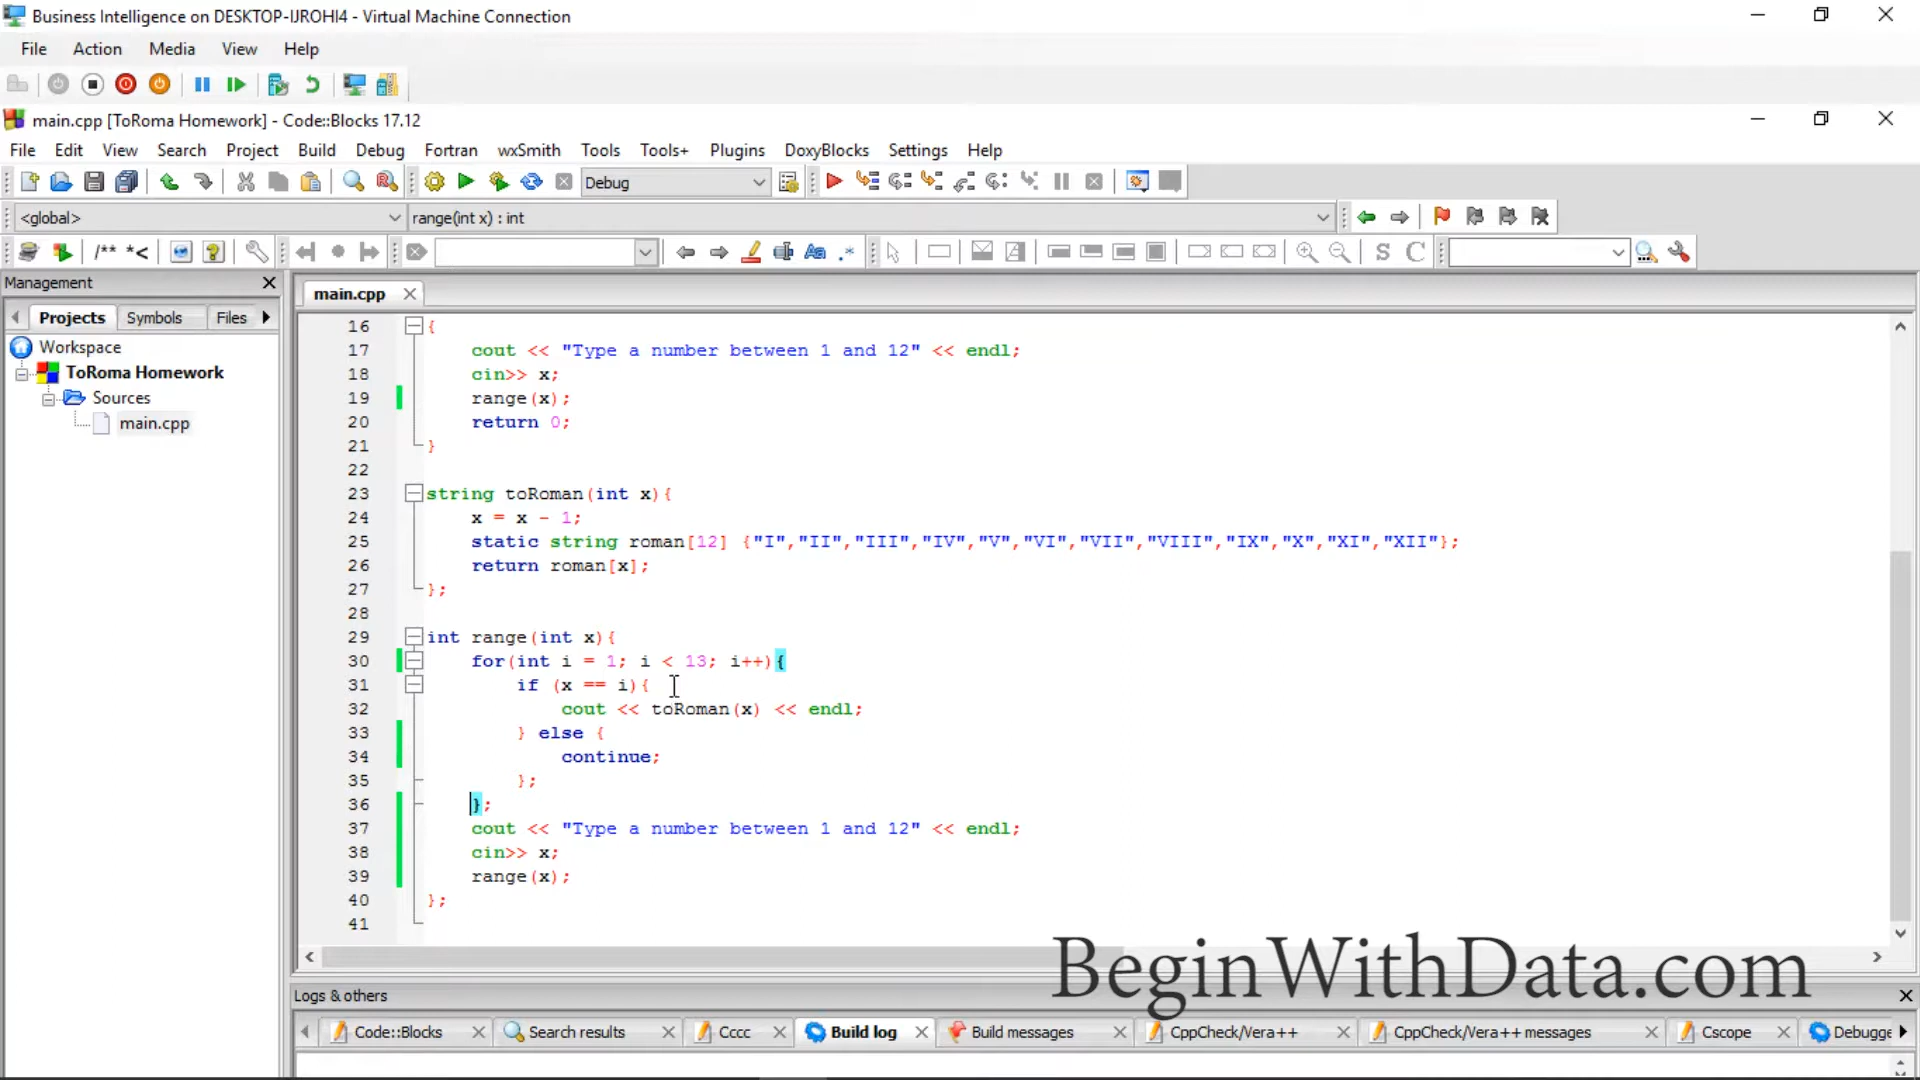 Business Intelligence on DESKTOP-IJROHI4 - Virtual Machine Connection
File Action Media View Help
main.cpp [ToRoma Homework] - Code::Blocks 17.12
File Edit View Search Project Build Debug Fortran wxSmith Tools Tools+ Plugins DoxyBlocks Settings Help
Debug
<global> range(int x) : int
/** *<  Aa .* S C
Management
main.cpp
Projects Symbols Files
Workspace
ToRoma Homework
Sources
main.cpp
16 {
17 cout << "Type a number between 1 and 12" << endl;
18 cin>> x;
19 range(x);
20 return 0;
21 }
22
23 string toRoman(int x){
24 x = x - 1;
25 static string roman[12] {"I","II","III","IV","V","VI","VII","VIII","IX","X","XI","XII"};
26 return roman[x];
27 };
28
29 int range(int x){
30 for(int i = 1; i < 13; i++){
31 if (x == i){
32 cout << toRoman(x) << endl;
33 } else {
34 continue;
35 };
36 };
37 cout << "Type a number between 1 and 12" << endl;
38 cin>> x;
39 range(x);
40 };
41
BeginWithData.com
Logs & others
Code::Blocks Search results Cccc Build log Build messages CppCheck/Vera++ CppCheck/Vera++ messages Cscope Debugge